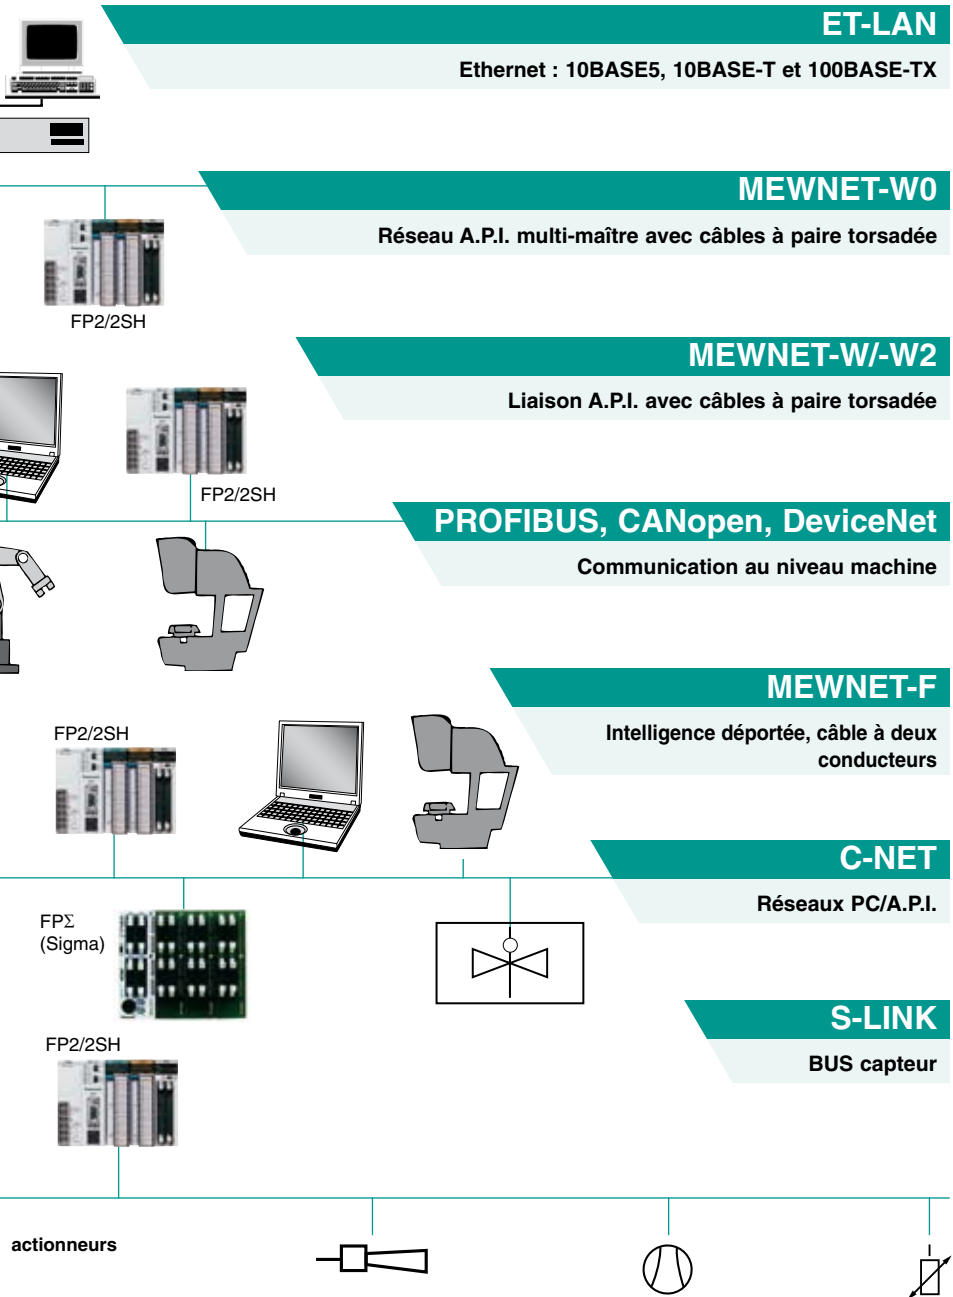 ET-LAN
Ethernet : 10BASE5, 10BASE-T et 100BASE-TX
MEWNET-W0
Réseau A.P.I. multi-maître avec câbles à paire torsadée
FP2/2SH
MEWNET-W/-W2
Liaison A.P.I. avec câbles à paire torsadée
FP2/2SH
PROFIBUS, CANopen, DeviceNet
Communication au niveau machine
MEWNET-F
Intelligence déportée, câble à deux
conducteurs
FP2/2SH
C-NET
Réseaux PC/A.P.I.
FPΣ
(Sigma)
S-LINK
BUS capteur
FP2/2SH
actionneurs